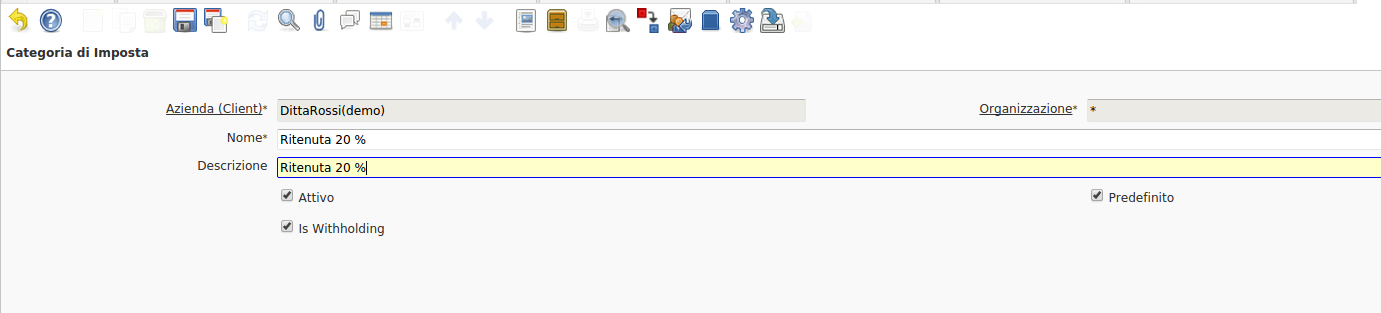 Categoria di Imposta
Azienda (Client)* DittaRossi(demo) Organizzazione* *
Nome* Ritenuta 20 %
Descrizione Ritenuta 20 %
Attivo Predefinito
Is Withholding